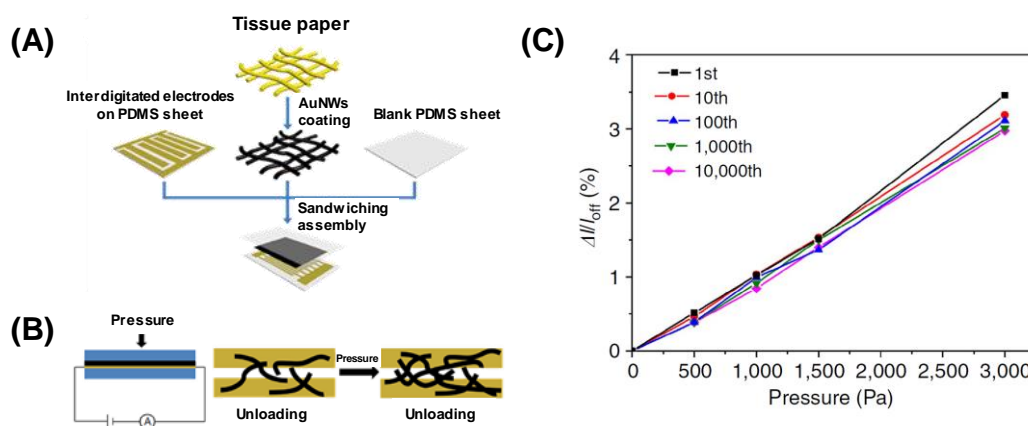 (A)
Tissue paper
Interdigitated electrodes
on PDMS sheet
AuNWs
coating
Blank PDMS sheet
Sandwiching
assembly
(B)
Pressure
A
Unloading
Pressure
Unloading
(C)
ΔI/Ioff (%)
4
3
2
1
0
1st
10th
100th
1,000th
10,000th
0 500 1,000 1,500 2,000 2,500 3,000
Pressure (Pa)